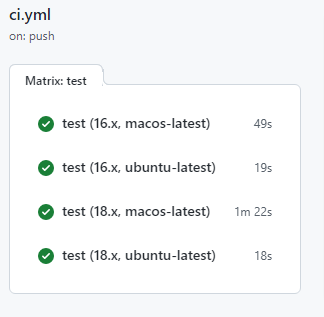 ci.yml
on: push
Matrix: test
test (16.x, macos-latest) 49s
test (16.x, ubuntu-latest) 19s
test (18.x, macos-latest) 1m 22s
test (18.x, ubuntu-latest) 18s